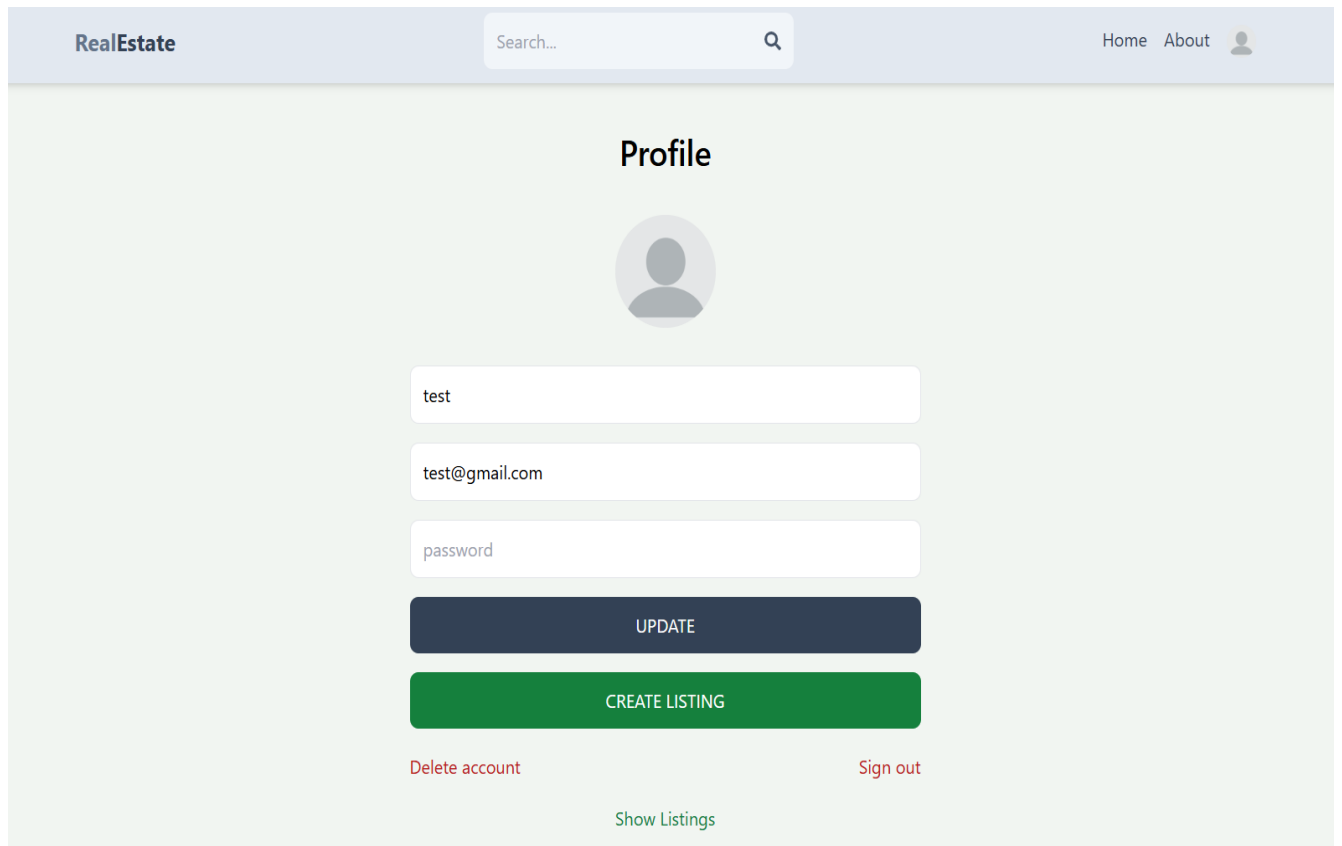 RealEstate
Search...
Home About
Profile
test
test@gmail.com
password
UPDATE
CREATE LISTING
Delete account Sign out
Show Listings